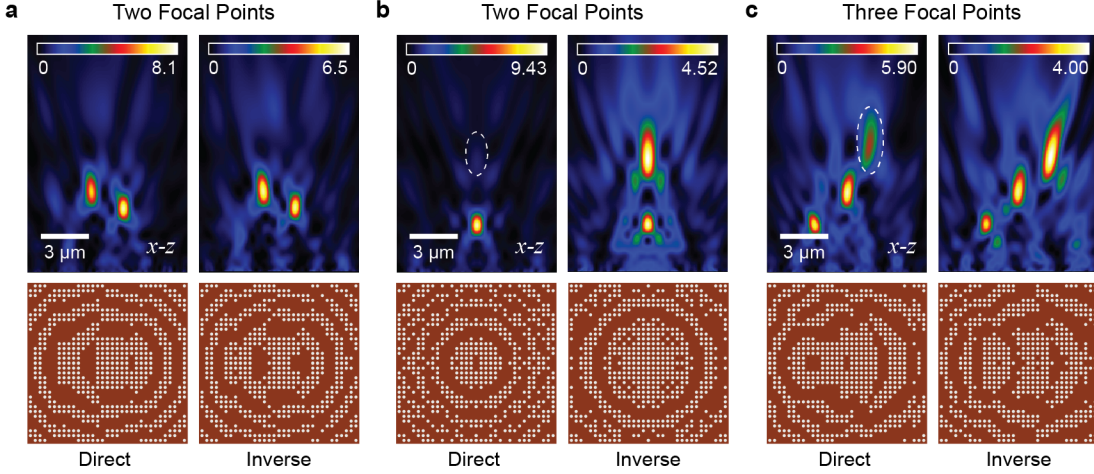 a Two Focal Points
0 8.1
0 6.5
3 μm x-z
Direct Inverse
b Two Focal Points
0 9.43
0 4.52
3 μm x-z
Direct Inverse
c Three Focal Points
0 5.90
0 4.00
3 μm x-z
Direct Inverse